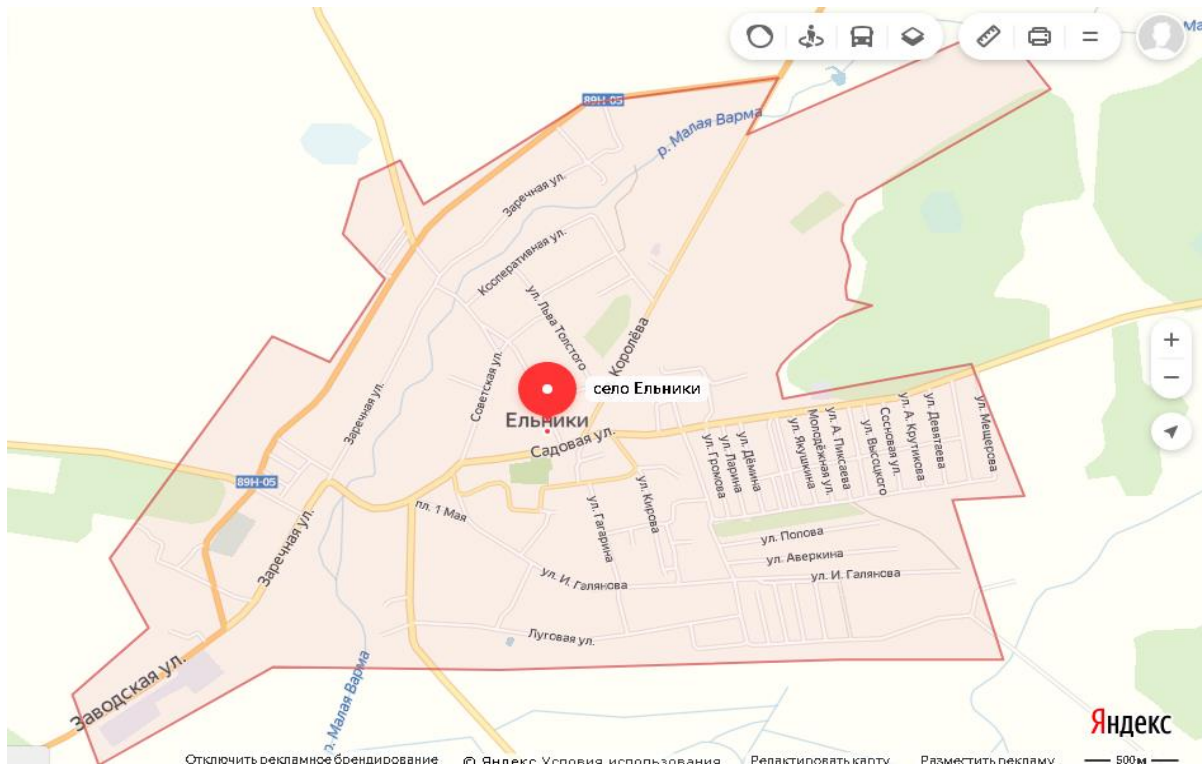 Ма
89Н-05
р. Малая Варма
Заречная ул.
Кооперативная ул.
ул. Льва Толстого
Королёва
Советская ул.
село Ельники
Ельники
Садовая ул.
Заречная ул.
89Н-05
Заречная ул.
пл. 1 Мая
ул. Гагарина
ул. Кирова
ул. Громова
ул. Ларина
ул. Дёмина
ул. Якушкина
Молодёжная ул.
ул. А. Пиксаева
ул. Высоцкого
Сосновая ул.
ул. А. Крутикова
ул. Девятаева
ул. Мещерова
ул. Попова
ул. Аверкина
ул. И. Галянова
ул. И. Галянова
Луговая ул.
Заводская ул.
р. Малая Варма
Яндекс
Отключить рекламное брендирование © Яндекс Условия использования Редактировать карту Разместить рекламу 500 м